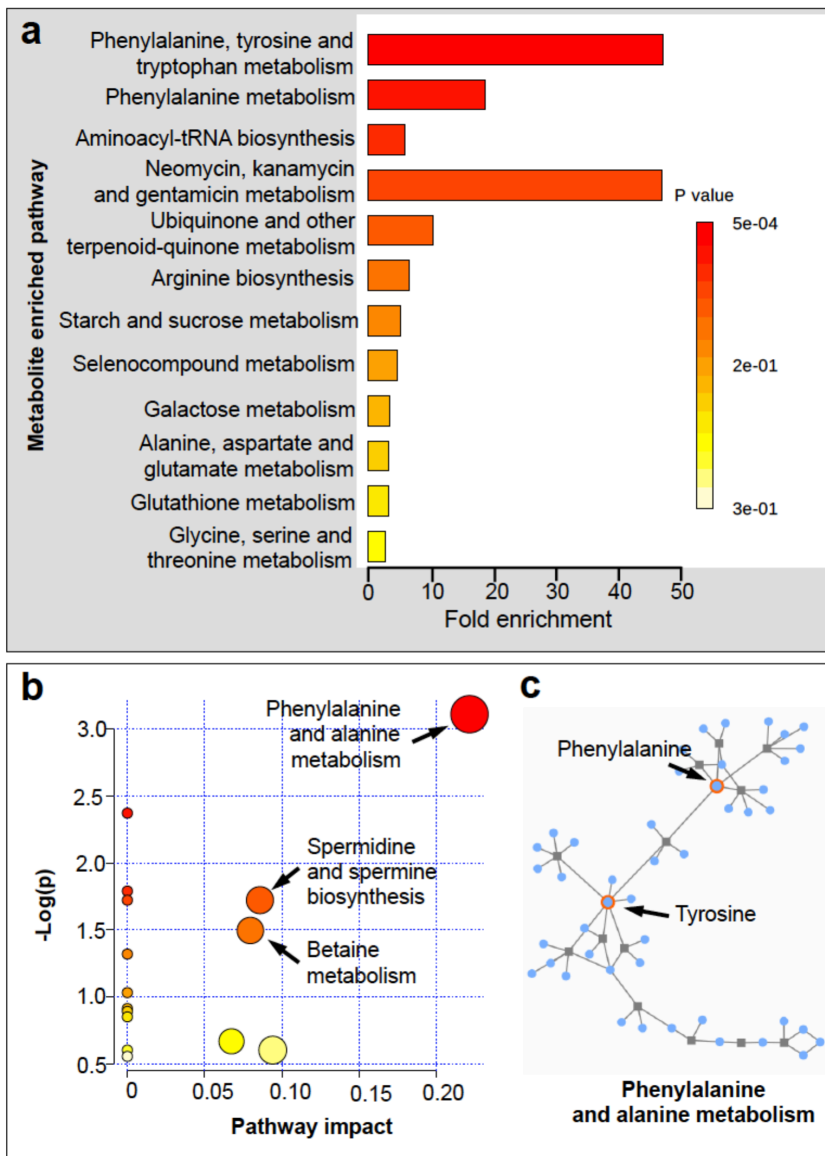 a
Phenylalanine, tyrosine and
tryptophan metabolism
Phenylalanine metabolism
Aminoacyl-tRNA biosynthesis
Neomycin, kanamycin
and gentamicin metabolism
Ubiquinone and other
terpenoid-quinone metabolism
Arginine biosynthesis
Starch and sucrose metabolism
Selenocompound metabolism
Galactose metabolism
Alanine, aspartate and
glutamate metabolism
Glutathione metabolism
Glycine, serine and
threonine metabolism
Metabolite enriched pathway
0 10 20 30 40 50
Fold enrichment
P value
5e-04
2e-01
3e-01
b
3.0
2.5
2.0
1.5
1.0
0.5
-Log(p)
Phenylalanine
and alanine
metabolism
Spermidine
and spermine
biosynthesis
Betaine
metabolism
0 0.05 0.10 0.15 0.20
Pathway impact
c
Phenylalanine
Tyrosine
Phenylalanine
and alanine metabolism